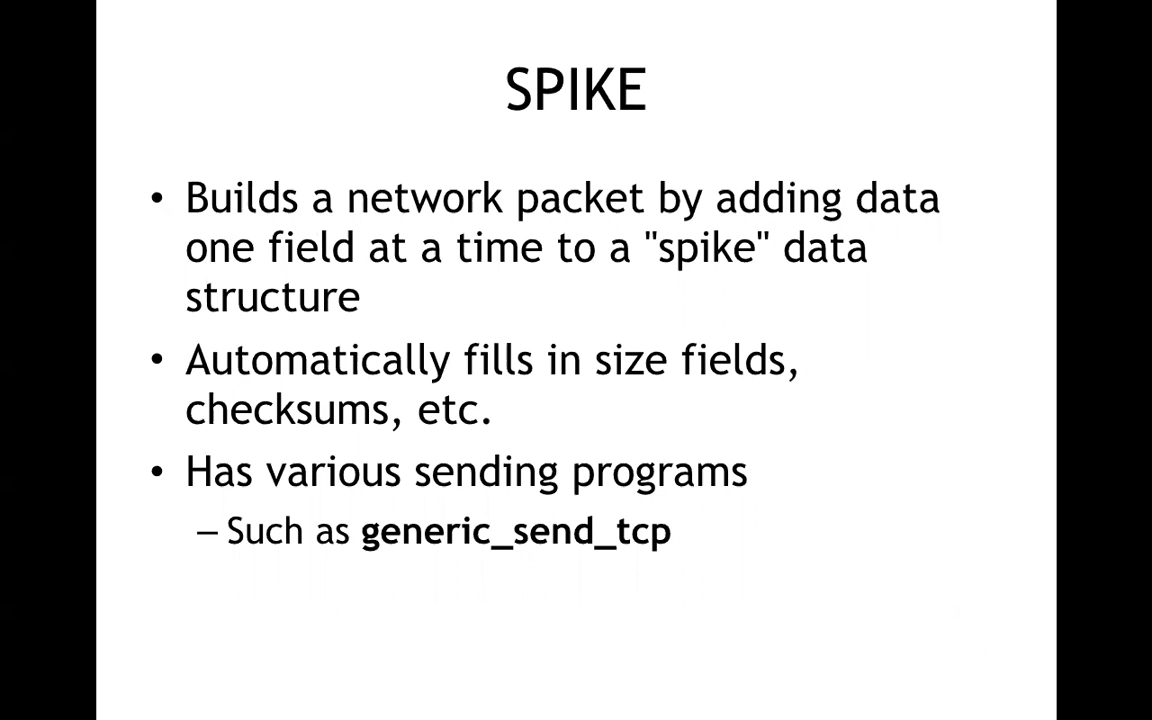 SPIKE
• Builds a network packet by adding data
one field at a time to a "spike" data
structure
• Automatically fills in size fields,
checksums, etc.
• Has various sending programs
– Such as generic_send_tcp